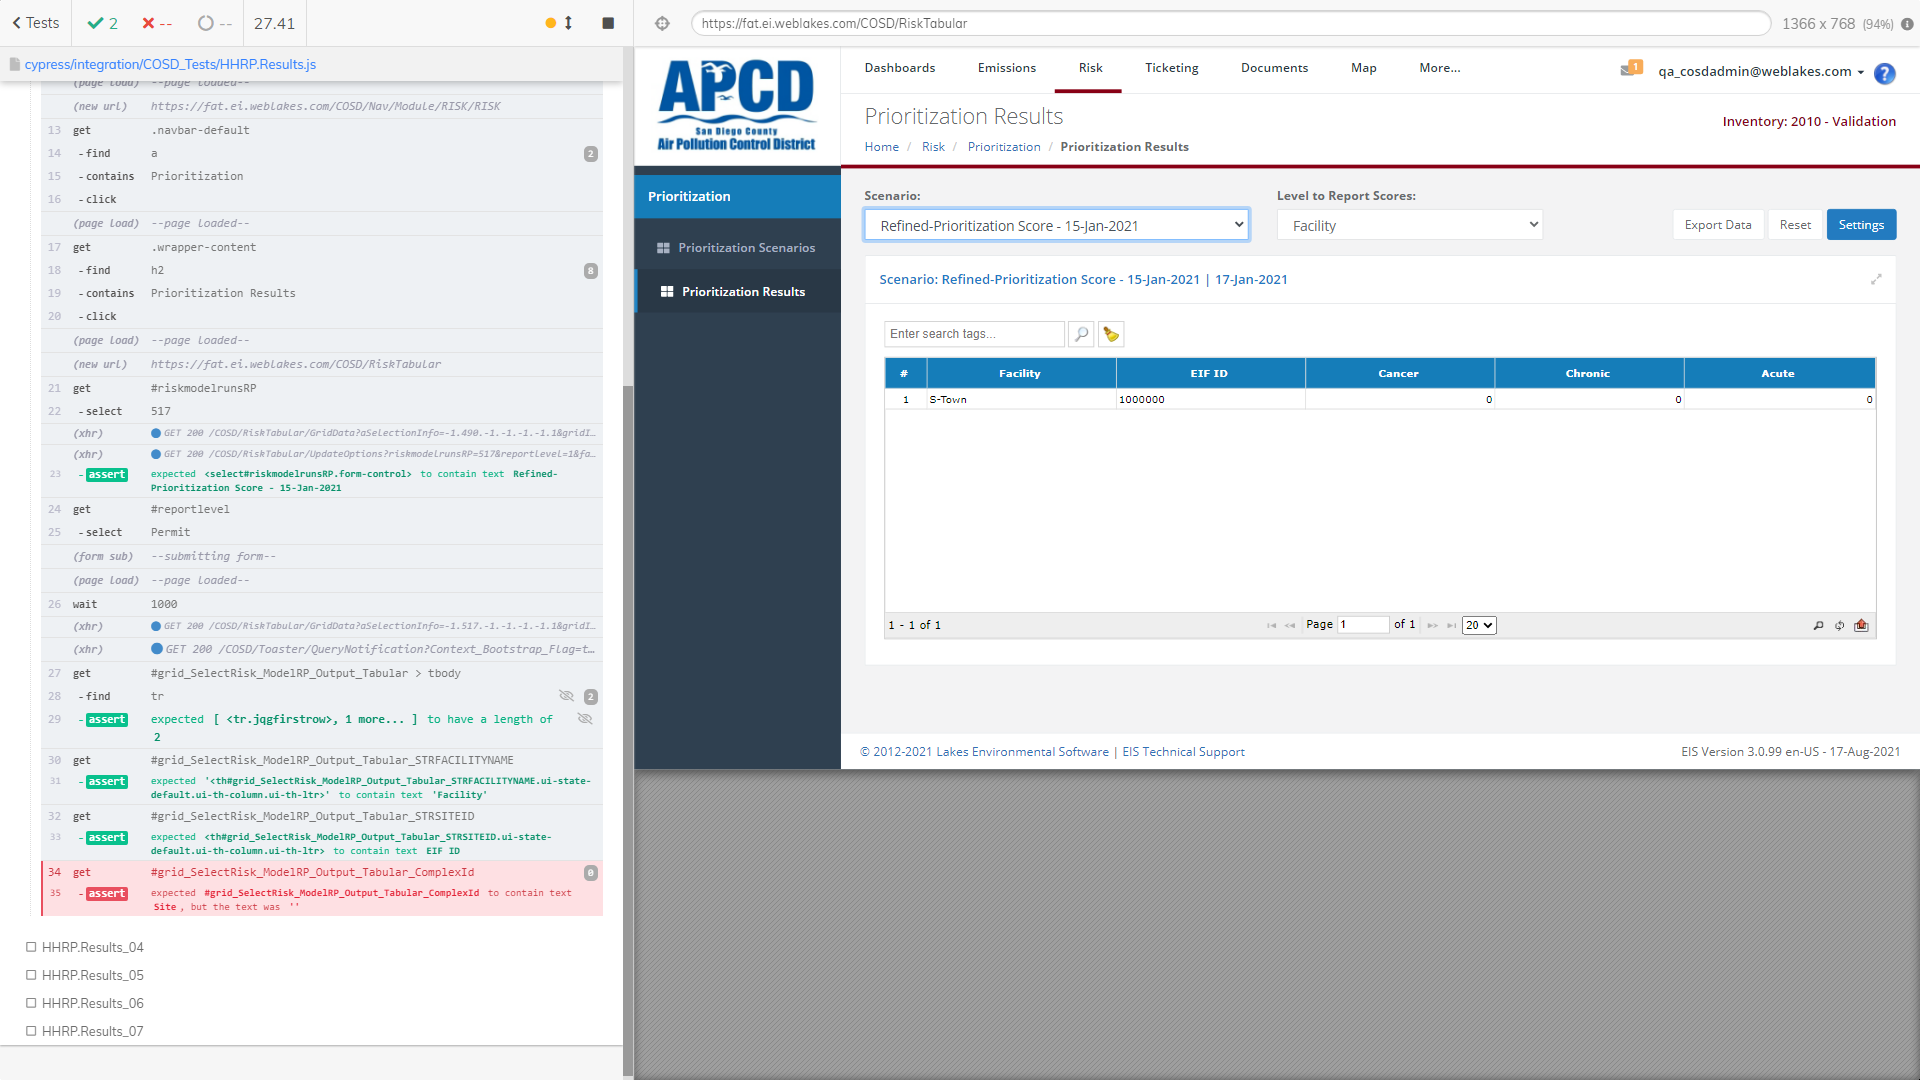 Tests
2
--
--
27.41
cypress/integration/COSD_Tests/HHRP.Results.js
(page load) --page loaded--
(new url) https://fat.ei.weblakes.com/COSD/Nav/Module/RISK/RISK
13 get .navbar-default
14 -find a 2
15 -contains Prioritization
16 -click
(page load) --page loaded--
17 get .wrapper-content
18 -find h2 8
19 -contains Prioritization Results
20 -click
(page load) --page loaded--
(new url) https://fat.ei.weblakes.com/COSD/RiskTabular
21 get #riskmodelrunsRP
22 -select 517
(xhr) GET 200 /COSD/RiskTabular/GridData?aSelectionInfo=-1.490.-1.-1.-1.-1.1&gridI…
(xhr) GET 200 /COSD/RiskTabular/UpdateOptions?riskmodelrunsRP=517&reportlevel=1&fa…
23 -assert expected <select#riskmodelrunsRP.form-control> to contain text Refined-
Prioritization Score - 15-Jan-2021
24 get #reportlevel
25 -select Permit
(form sub) --submitting form--
(page load) --page loaded--
26 wait 1000
(xhr) GET 200 /COSD/RiskTabular/GridData?aSelectionInfo=-1.517.-1.-1.-1.-1.1&gridI…
(xhr) GET 200 /COSD/Toaster/QueryNotification?Context_Bootstrap_Flag=t…
27 get #grid_SelectRisk_ModelRP_Output_Tabular > tbody
28 -find tr 2
29 -assert expected [ <tr.jqgfirstrow>, 1 more... ] to have a length of
2
30 get #grid_SelectRisk_ModelRP_Output_Tabular_STRFACILITYNAME
31 -assert expected '<th#grid_SelectRisk_ModelRP_Output_Tabular_STRFACILITYNAME.ui-state-
default.ui-th-column.ui-th-ltr>' to contain text 'Facility'
32 get #grid_SelectRisk_ModelRP_Output_Tabular_STRSITEID
33 -assert expected <th#grid_SelectRisk_ModelRP_Output_Tabular_STRSITEID.ui-state-
default.ui-th-column.ui-th-ltr> to contain text EIF ID
34 get #grid_SelectRisk_ModelRP_Output_Tabular_ComplexId 0
35 -assert expected #grid_SelectRisk_ModelRP_Output_Tabular_ComplexId to contain text
Site, but the text was ''
HHRP.Results_04
HHRP.Results_05
HHRP.Results_06
HHRP.Results_07
https://fat.ei.weblakes.com/COSD/RiskTabular
1366 x 768 (94%)
APCD
San Diego County
Air Pollution Control District
Dashboards Emissions Risk Ticketing Documents Map More...
1
qa_cosdadmin@weblakes.com
?
Prioritization Results
Inventory: 2010 - Validation
Home / Risk / Prioritization / Prioritization Results
Prioritization
Prioritization Scenarios
Prioritization Results
Scenario:
Refined-Prioritization Score - 15-Jan-2021
Level to Report Scores:
Facility
Export Data Reset Settings
Scenario: Refined-Prioritization Score - 15-Jan-2021 | 17-Jan-2021
Enter search tags...
# Facility EIF ID Cancer Chronic Acute
1 S-Town 1000000 0 0 0
1 - 1 of 1
Page 1 of 1 20
© 2012-2021 Lakes Environmental Software | EIS Technical Support
EIS Version 3.0.99 en-US - 17-Aug-2021